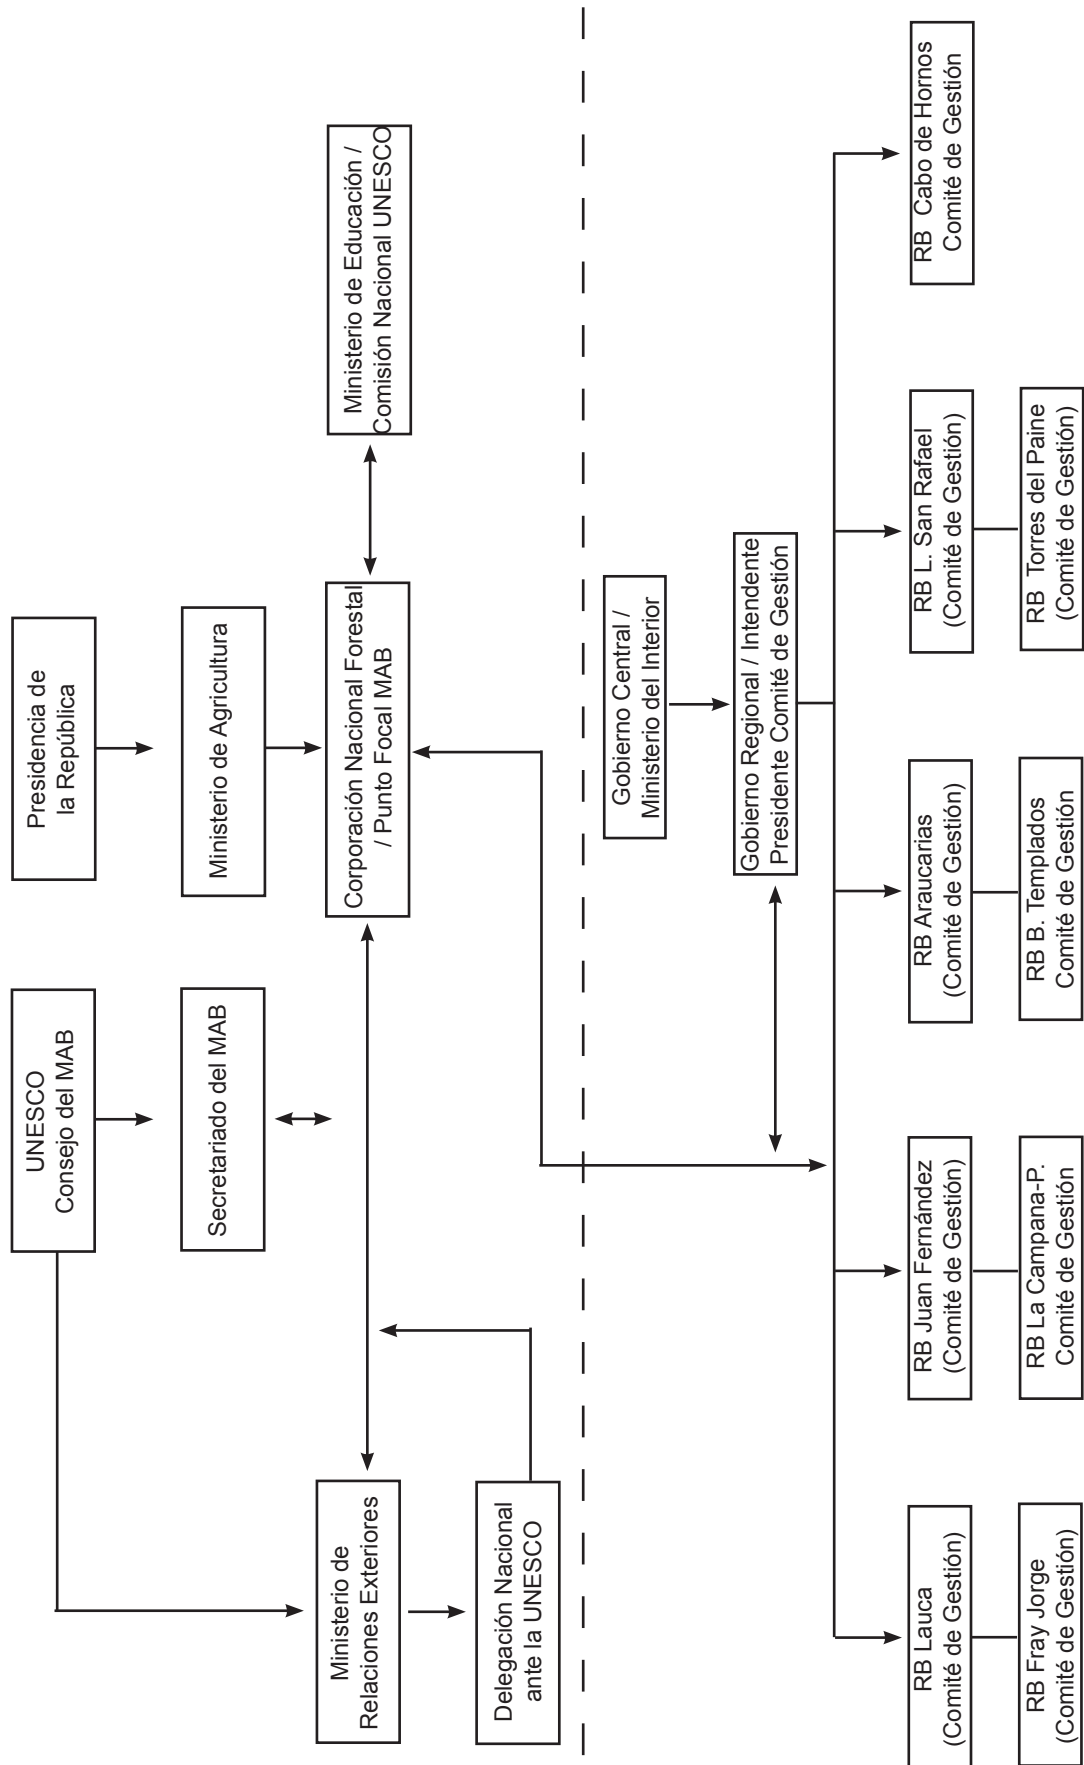 UNESCO
Consejo del MAB
Presidencia de
la República
Secretariado del MAB
Ministerio de Agricultura
Ministerio de
Relaciones Exteriores
Corporación Nacional Forestal
/ Punto Focal MAB
Ministerio de Educación /
Comisión Nacional UNESCO
Delegación Nacional
ante la UNESCO
Gobierno Central /
Ministerio del Interior
Gobierno Regional / Intendente
Presidente Comité de Gestión
RB Lauca
(Comité de Gestión)
RB Juan Fernández
(Comité de Gestión)
RB Araucarias
(Comité de Gestión)
RB L. San Rafael
(Comité de Gestión)
RB Cabo de Hornos
Comité de Gestión
RB Fray Jorge
(Comité de Gestión)
RB La Campana-P.
Comité de Gestión
RB B. Templados
Comité de Gestión
RB Torres del Paine
(Comité de Gestión)